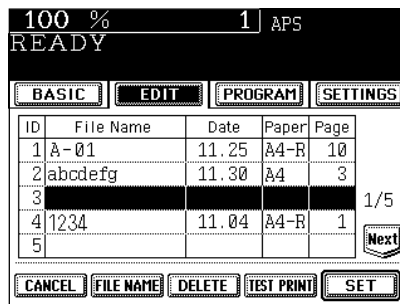 100 % 1 APS
READY
BASIC EDIT PROGRAM SETTINGS
ID File Name Date Paper Page
1 A-01 11.25 A4-R 10
2 abcdefg 11.30 A4 3
3
4 1234 11.04 A4-R 1
5
1/5
Next
CANCEL FILE NAME DELETE TEST PRINT SET